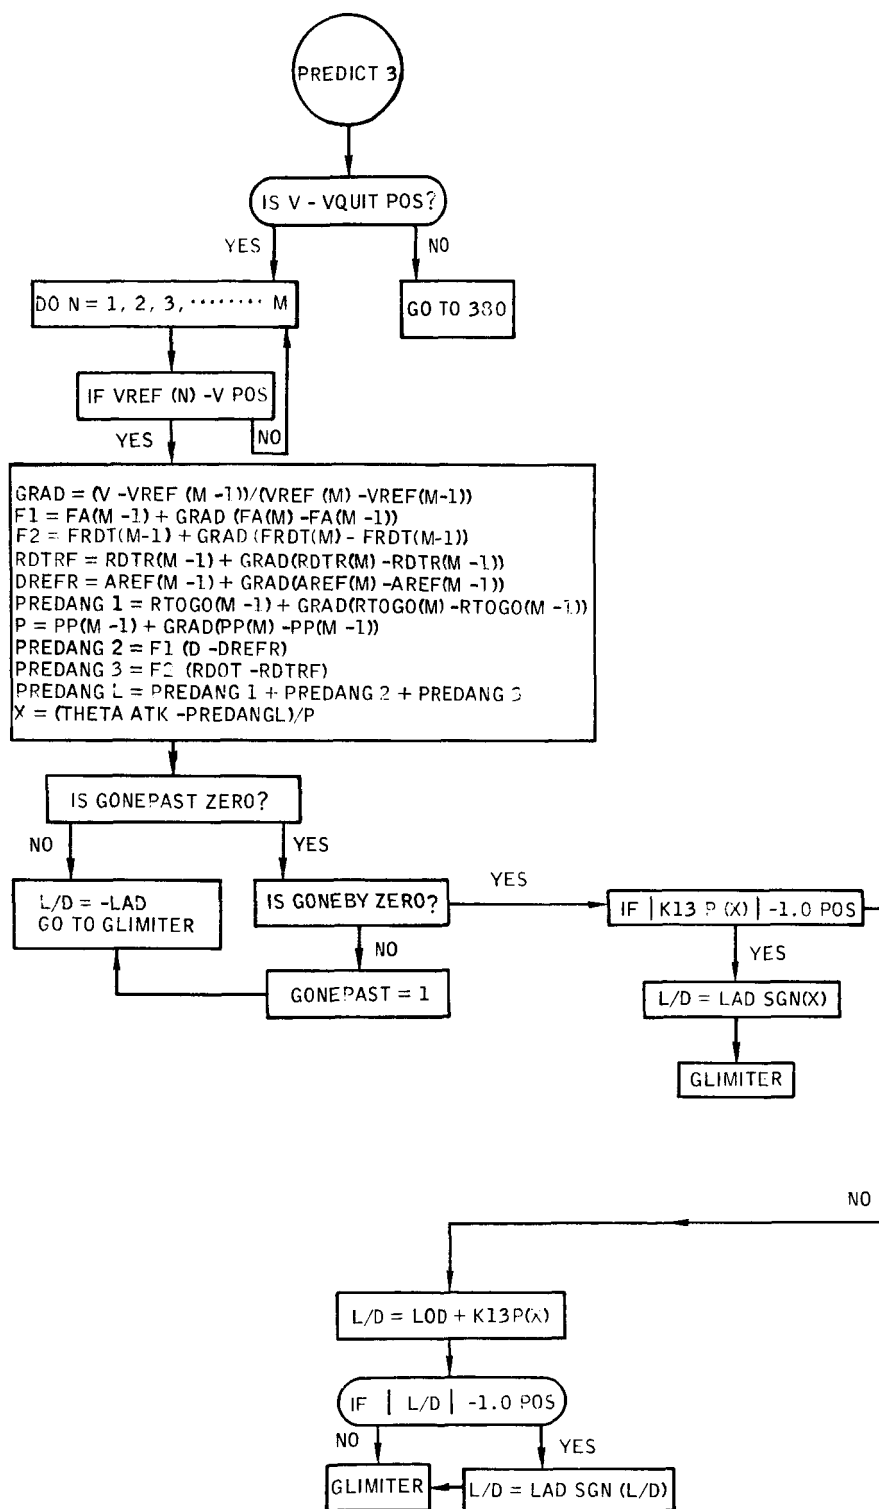 PREDICT 3
IS V - VQUIT POS?
YES
NO
DO N = 1, 2, 3, ········ M
GO TO 380
IF VREF (N) -V POS
YES
NO
GRAD = (V -VREF (M -1))/(VREF (M) -VREF(M-1))
F1 = FA(M -1) + GRAD (FA(M) -FA(M -1))
F2 = FRDT(M-1) + GRAD (FRDT(M) - FRDT(M-1))
RDTRF = RDTR(M -1) + GRAD(RDTR(M) -RDTR(M -1))
DREFR = AREF(M -1) + GRAD(AREF(M) -AREF(M -1))
PREDANG 1 = RTOGO(M -1) + GRAD(RTOGO(M) -RTOGO(M -1))
P = PP(M -1) + GRAD(PP(M) -PP(M -1))
PREDANG 2 = F1 (D -DREFR)
PREDANG 3 = F2 (RDOT -RDTRF)
PREDANG L = PREDANG 1 + PREDANG 2 + PREDANG 3
X = (THETA ATK -PREDANGL)/P
IS GONEPAST ZERO?
NO
YES
L/D = -LAD
GO TO GLIMITER
IS GONEBY ZERO?
YES
IF |K13 P (X) | -1.0 POS
NO
YES
GONEPAST = 1
L/D = LAD SGN(X)
GLIMITER
NO
L/D = LOD + K13P(X)
IF | L/D | -1.0 POS
NO
YES
GLIMITER
L/D = LAD SGN (L/D)